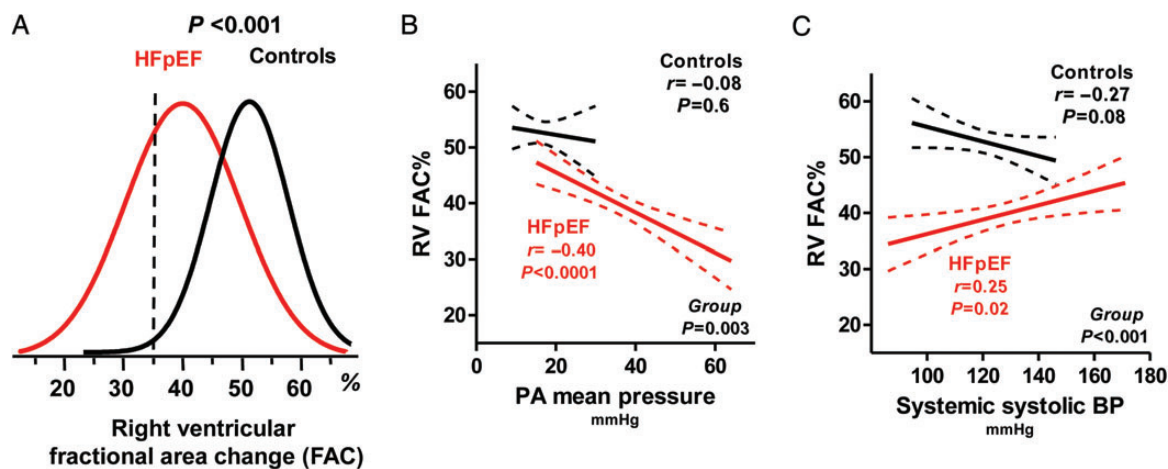 A
P <0.001
HFpEF
Controls
20 30 40 50 60 %
Right ventricular
fractional area change (FAC)
B
Controls
r= −0.08
P=0.6
RV FAC%
60
50
40
30
20
HFpEF
r= −0.40
P<0.0001
Group
P=0.003
0 20 40 60
PA mean pressure
mmHg
C
Controls
r= −0.27
P=0.08
RV FAC%
60
50
40
30
20
HFpEF
r=0.25
P=0.02
Group
P<0.001
100 120 140 160 180
Systemic systolic BP
mmHg